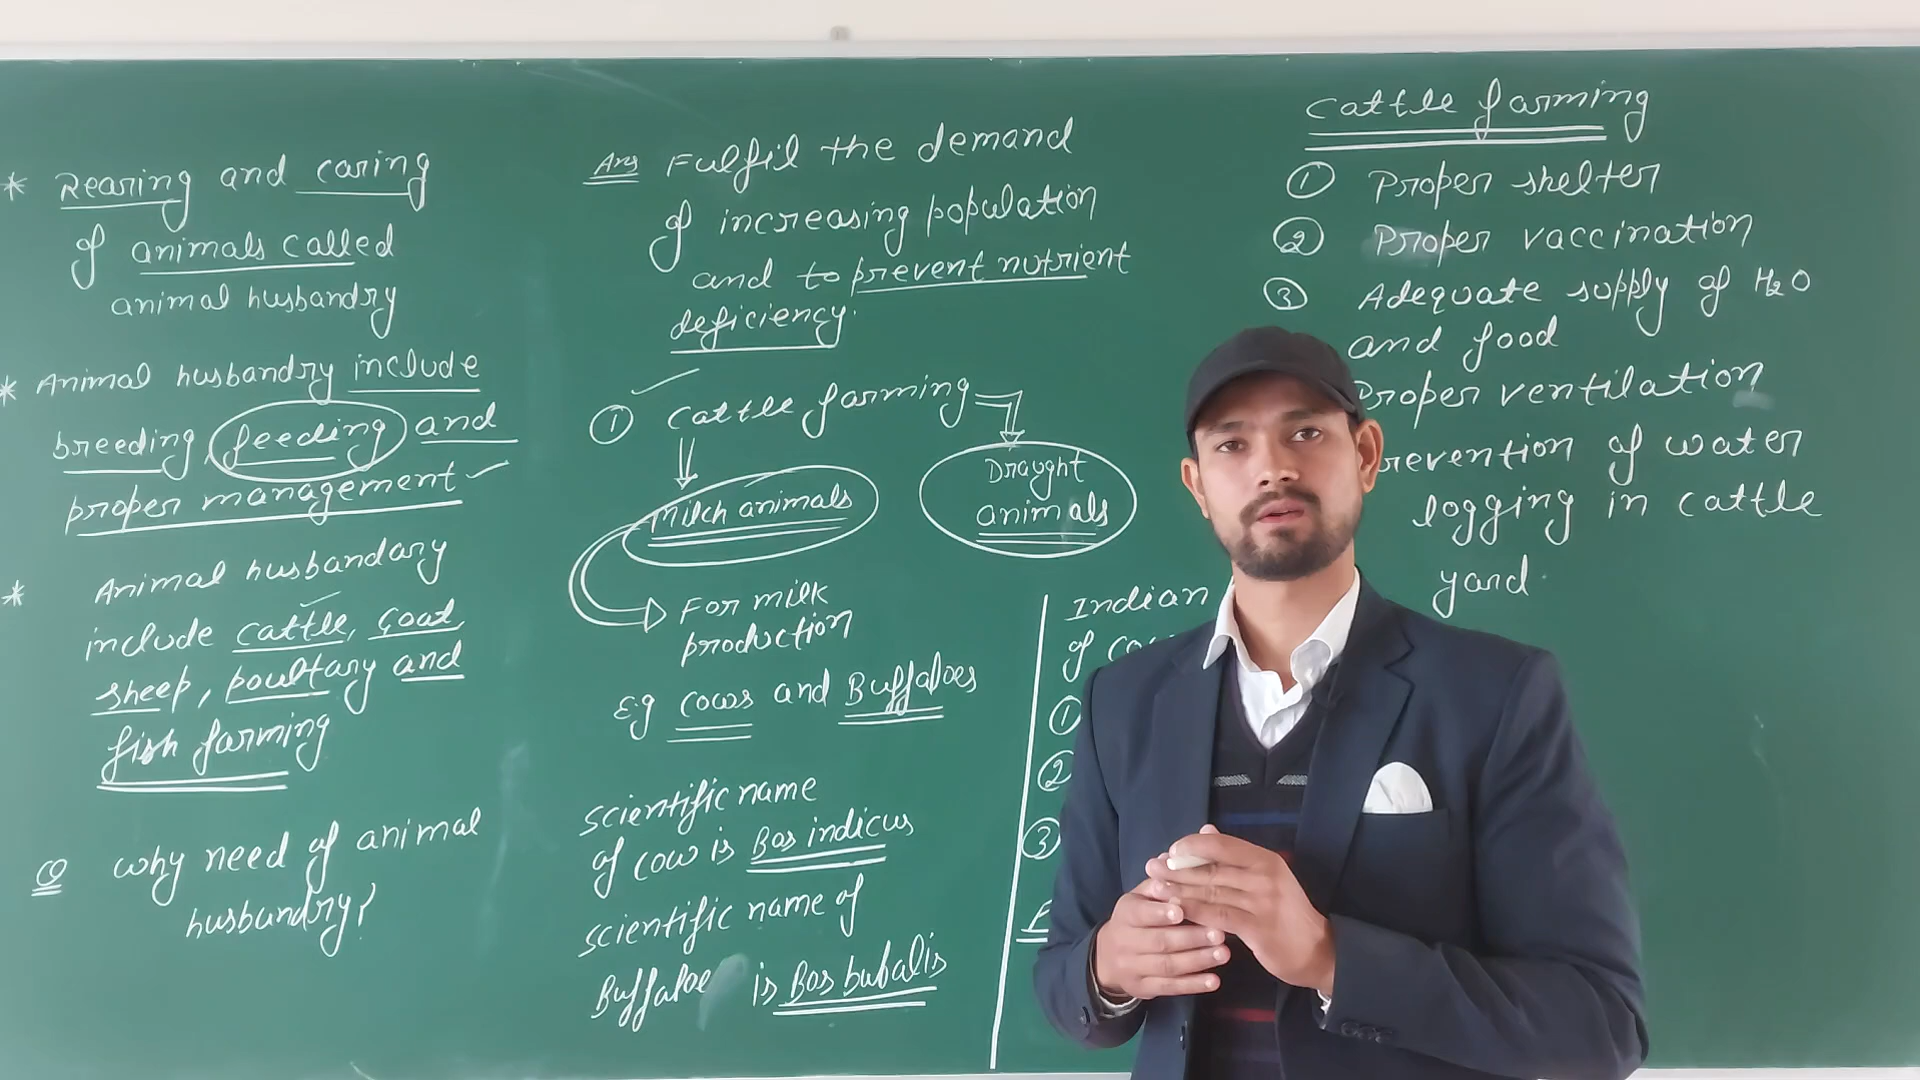 * Rearing and caring
of animals called
animal husbandry
* Animal husbandry include
breeding, feeding and
proper management
* Animal husbandary
include cattle, Goat,
sheep, poultary and
fish farming
Q why need of animal
husbandry?
Ans Fulfil the demand
of increasing population
and to prevent nutrient
deficiency.
① Cattle farming
Milch animals
Draught
animals
For milk
production
E.g cows and Buffaloes
scientific name
of cow is Bos indicus
scientific name of
Buffaloe is Bos bubalis
Indian
of
①
②
③
Cattle farming
① Proper shelter
② Proper vaccination
③ Adequate supply of H2O
and food
Proper ventilation
revention of water
logging in cattle
yard.